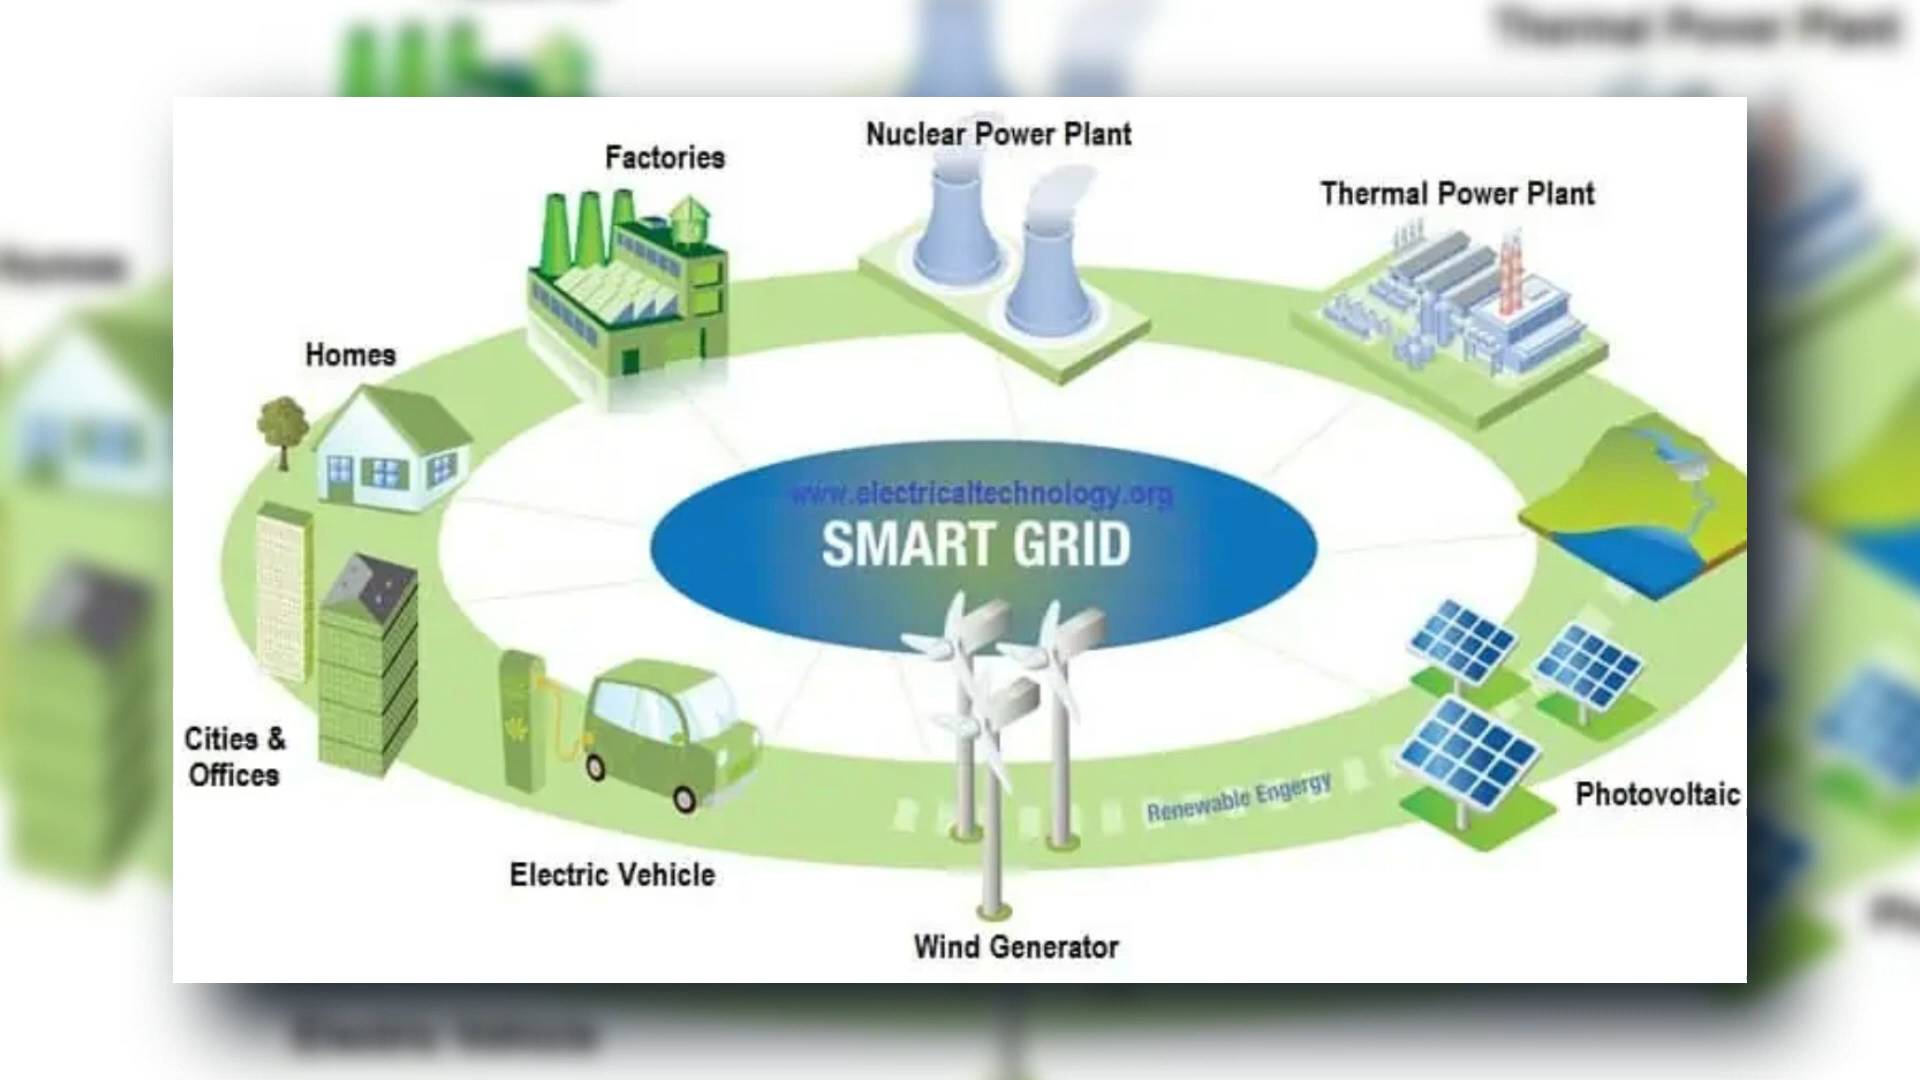 Nuclear Power Plant
Factories
Thermal Power Plant
Homes
www.electricaltechnology.org
SMART GRID
Cities &
Offices
Renewable Engergy
Photovoltaic
Electric Vehicle
Wind Generator